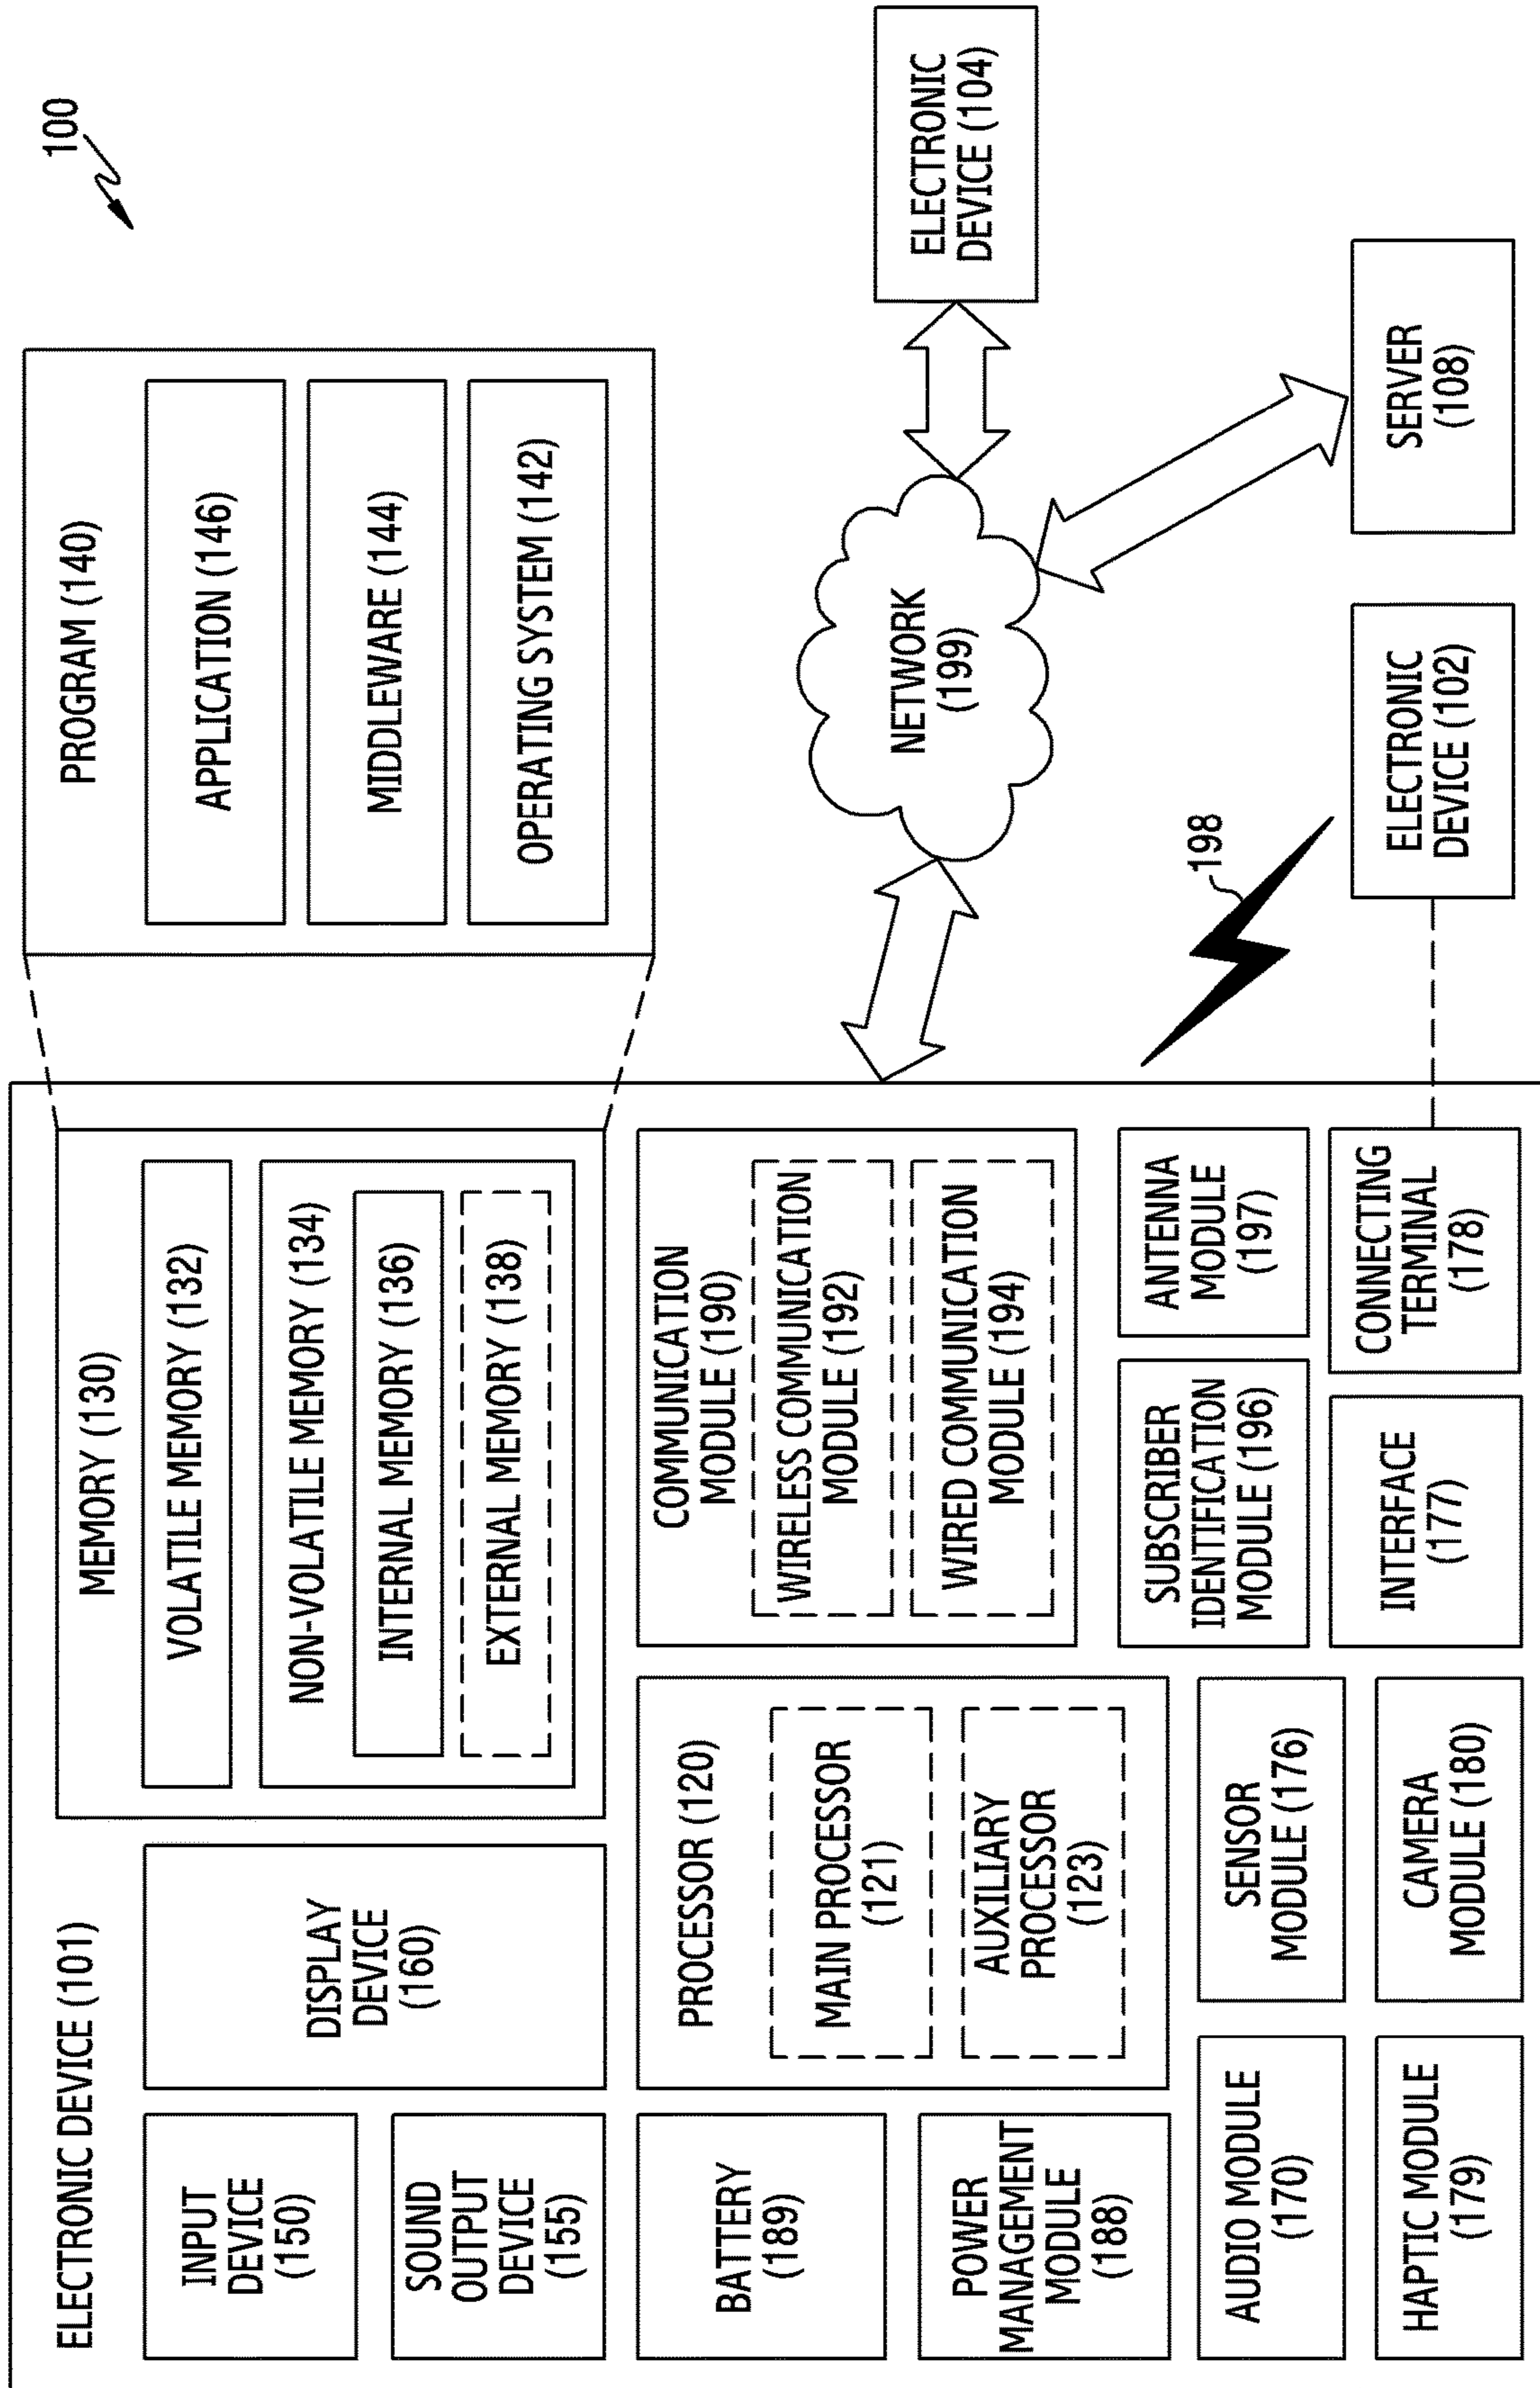 100
ELECTRONIC DEVICE (101)
INPUT
DEVICE
(150)
SOUND
OUTPUT
DEVICE
(155)
DISPLAY
DEVICE
(160)
MEMORY (130)
VOLATILE MEMORY (132)
NON-VOLATILE MEMORY (134)
INTERNAL MEMORY (136)
EXTERNAL MEMORY (138)
PROGRAM (140)
APPLICATION (146)
MIDDLEWARE (144)
OPERATING SYSTEM (142)
BATTERY
(189)
POWER
MANAGEMENT
MODULE
(188)
PROCESSOR (120)
MAIN PROCESSOR
(121)
AUXILIARY
PROCESSOR
(123)
COMMUNICATION
MODULE (190)
WIRELESS COMMUNICATION
MODULE (192)
WIRED COMMUNICATION
MODULE (194)
NETWORK
(199)
ELECTRONIC
DEVICE (104)
AUDIO MODULE
(170)
SENSOR
MODULE (176)
SUBSCRIBER
IDENTIFICATION
MODULE (196)
ANTENNA
MODULE
(197)
198
HAPTIC MODULE
(179)
CAMERA
MODULE (180)
INTERFACE
(177)
CONNECTING
TERMINAL
(178)
ELECTRONIC
DEVICE (102)
SERVER
(108)